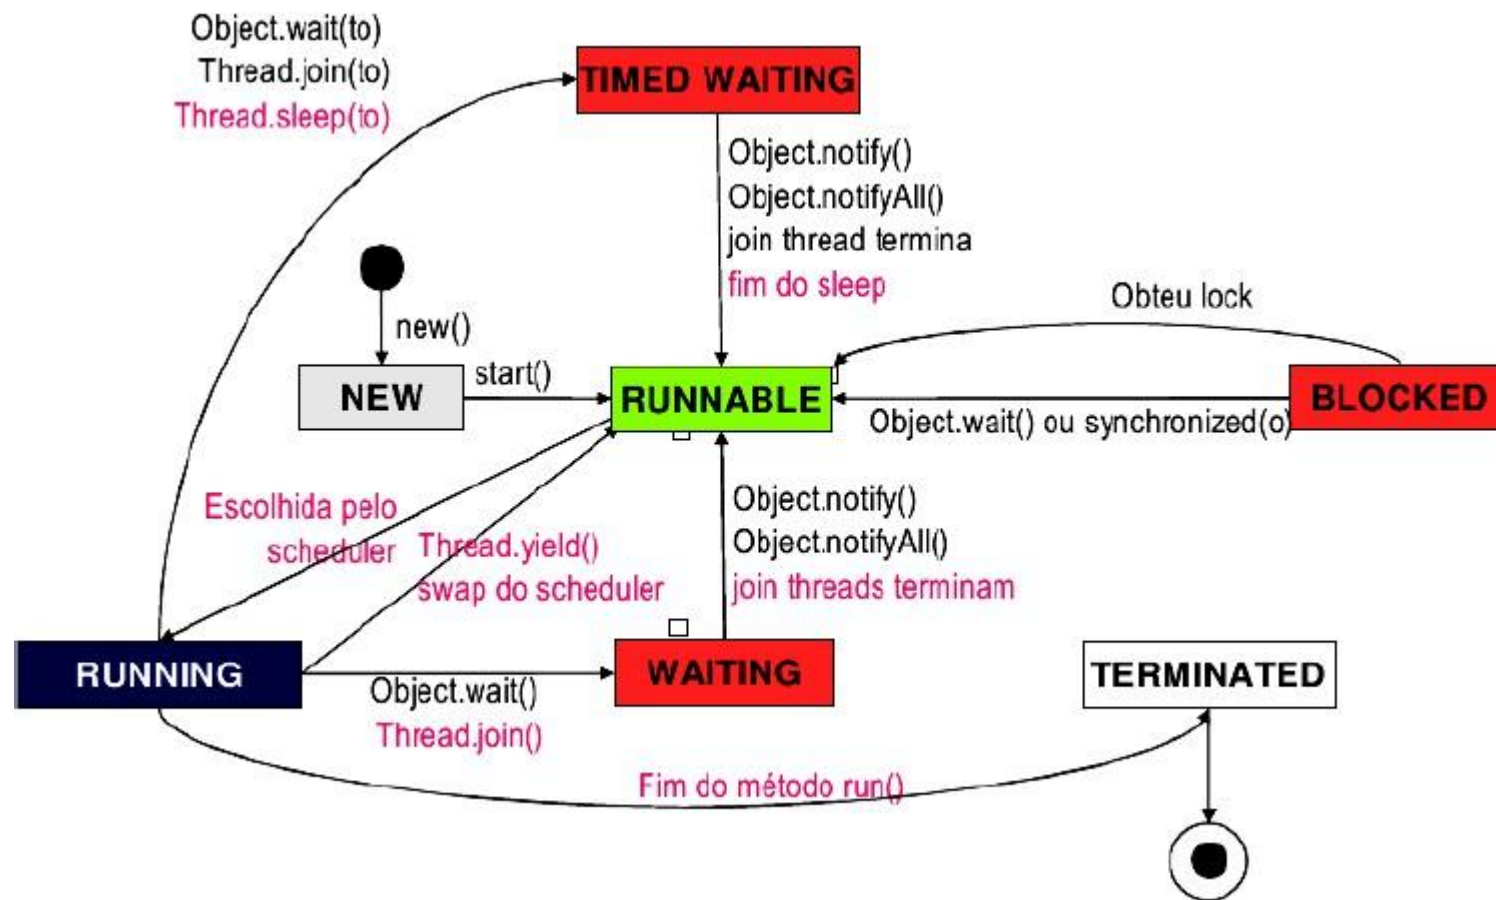 Object.wait(to)
Thread.join(to)
Thread.sleep(to)
TIMED WAITING
Object.notify()
Object.notifyAll()
join thread termina
fim do sleep
new()
NEW
start()
RUNNABLE
Obteu lock
BLOCKED
Object.wait() ou synchronized(o)
Escolhida pelo
scheduler
Thread.yield()
swap do scheduler
Object.notify()
Object.notifyAll()
join threads terminam
RUNNING
Object.wait()
Thread.join()
WAITING
TERMINATED
Fim do método run()